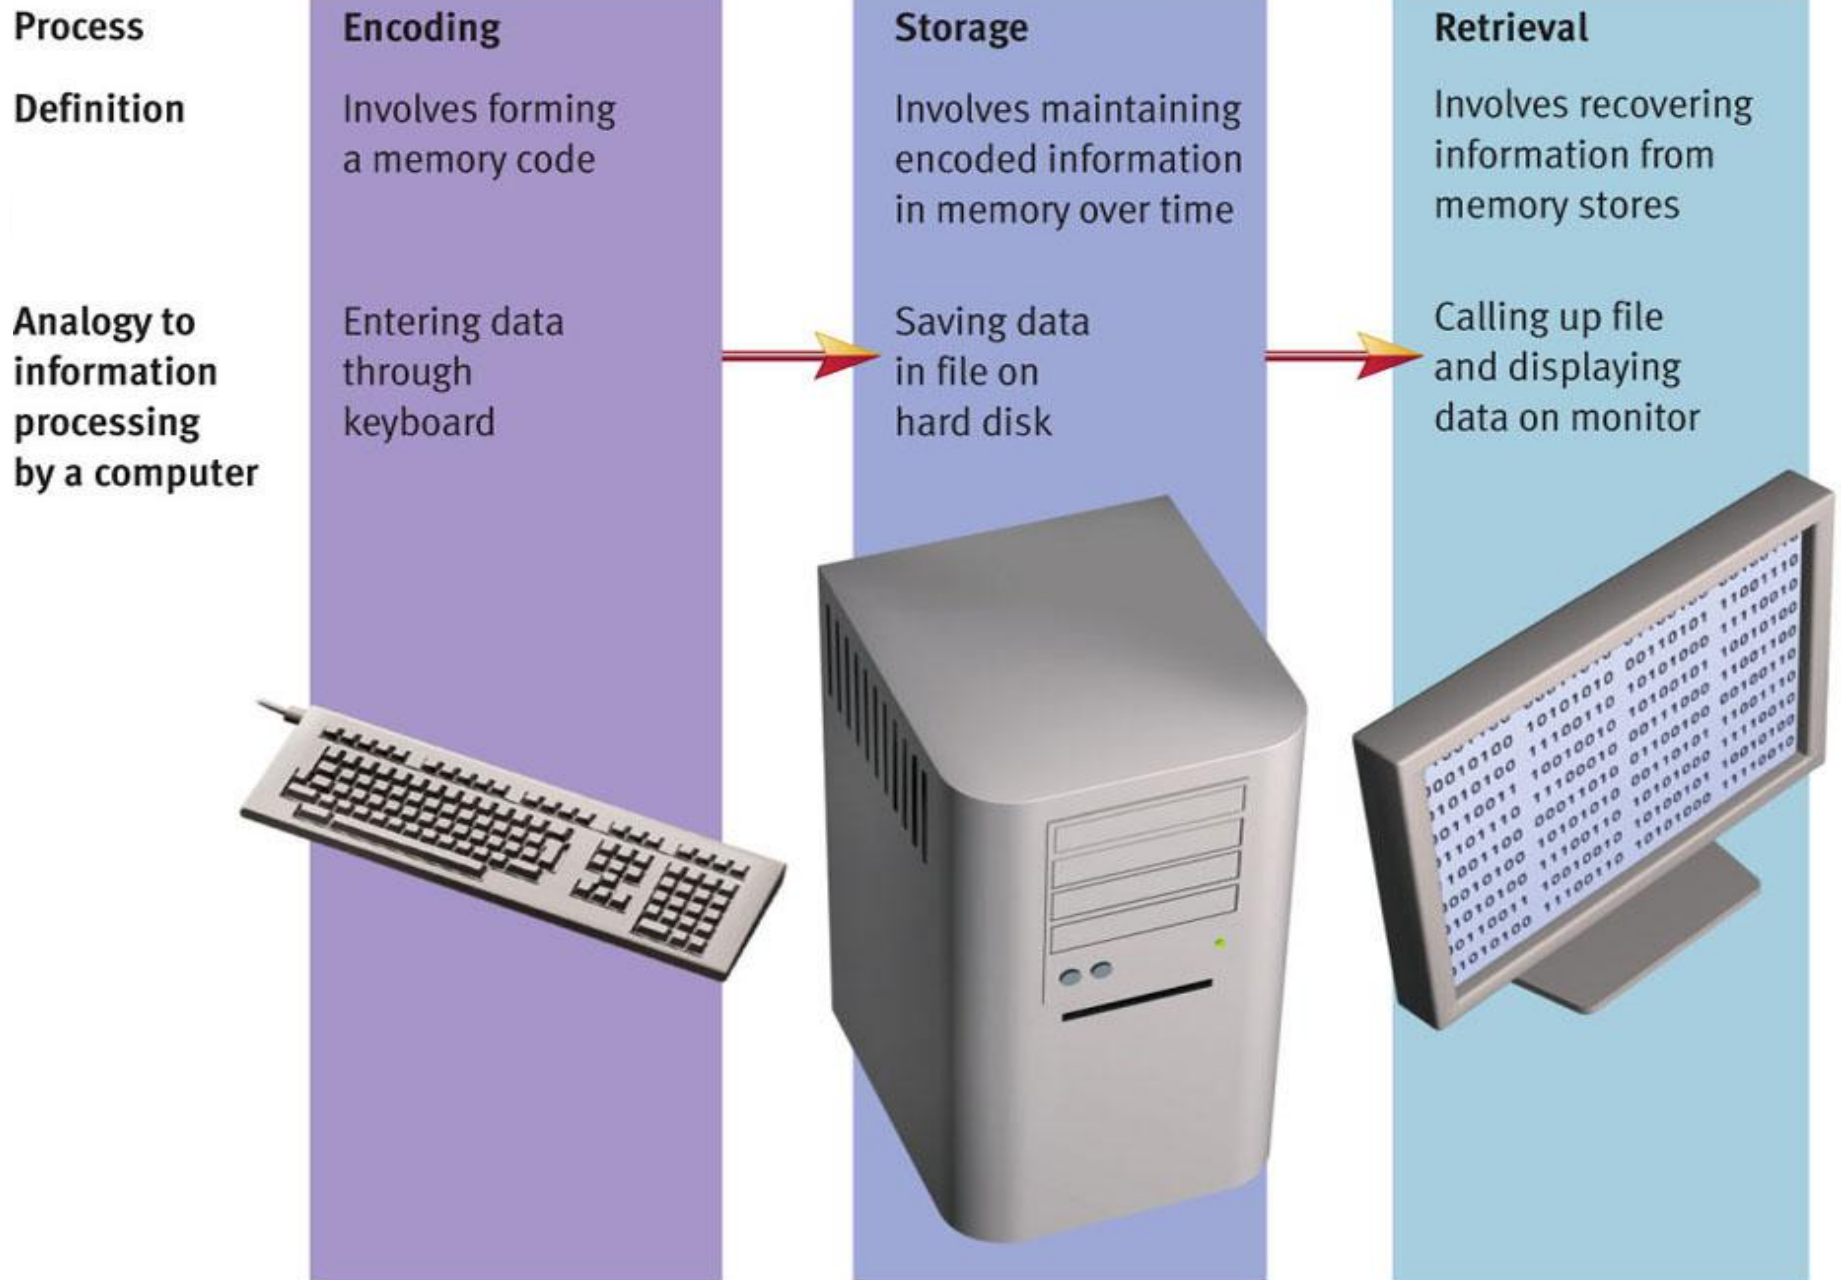 Process
Encoding
Storage
Retrieval
Definition
Involves forming
a memory code
Involves maintaining
encoded information
in memory over time
Involves recovering
information from
memory stores
Analogy to
information
processing
by a computer
Entering data
through
keyboard
Saving data
in file on
hard disk
Calling up file
and displaying
data on monitor